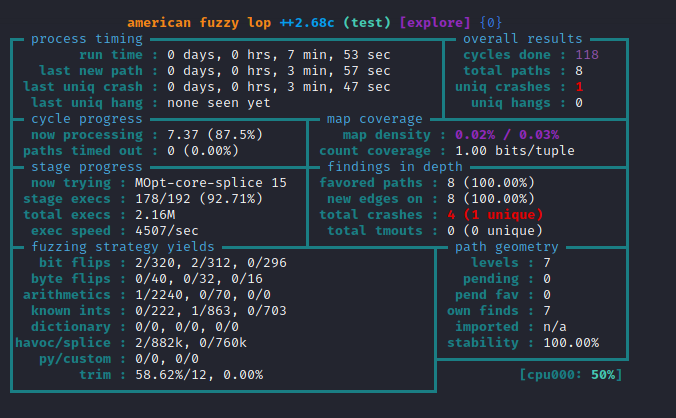 american fuzzy lop ++2.68c (test) [explore] {0}
process timing overall results
run time : 0 days, 0 hrs, 7 min, 53 sec cycles done : 118
last new path : 0 days, 0 hrs, 3 min, 57 sec total paths : 8
last uniq crash : 0 days, 0 hrs, 3 min, 47 sec uniq crashes : 1
last uniq hang : none seen yet uniq hangs : 0
cycle progress map coverage
now processing : 7.37 (87.5%) map density : 0.02% / 0.03%
paths timed out : 0 (0.00%) count coverage : 1.00 bits/tuple
stage progress findings in depth
now trying : MOpt-core-splice 15 favored paths : 8 (100.00%)
stage execs : 178/192 (92.71%) new edges on : 8 (100.00%)
total execs : 2.16M total crashes : 4 (1 unique)
exec speed : 4507/sec total tmouts : 0 (0 unique)
fuzzing strategy yields path geometry
bit flips : 2/320, 2/312, 0/296 levels : 7
byte flips : 0/40, 0/32, 0/16 pending : 0
arithmetics : 1/2240, 0/70, 0/0 pend fav : 0
known ints : 0/222, 1/863, 0/703 own finds : 7
dictionary : 0/0, 0/0, 0/0 imported : n/a
havoc/splice : 2/882k, 0/760k stability : 100.00%
py/custom : 0/0, 0/0
trim : 58.62%/12, 0.00% [cpu000: 50%]